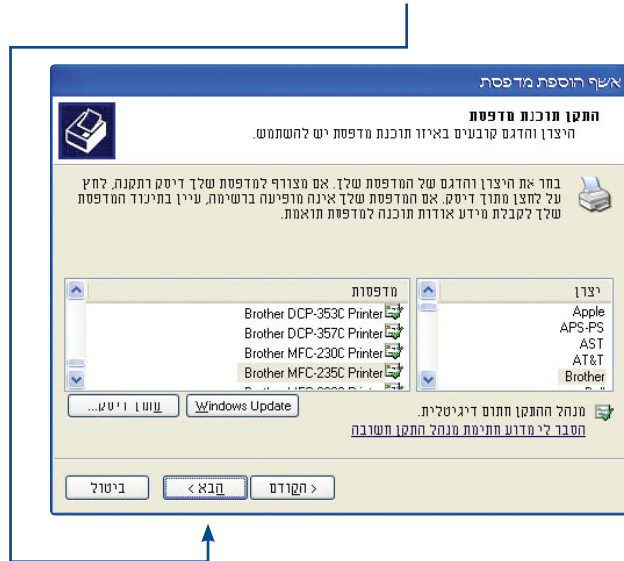 אשף הוספת מדפסת
התקן תוכנת מדפסת
היצרן והדגם קובעים באיזו תוכנת מדפסת יש להשתמש.
בחר את היצרן והדגם של המדפסת שלך. אם מצורף למדפסת שלך דיסק התקנה, לחץ
על לחצן מתוך דיסק. אם המדפסת שלך אינה מופיעה ברשימה, עיין בתיעוד המדפסת
שלך לקבלת מידע אודות תוכנה למדפסת תואמת.
יצרן
Apple
APS-PS
AST
AT&T
Brother
מדפסות
Brother DCP-353C Printer
Brother DCP-357C Printer
Brother MFC-230C Printer
Brother MFC-235C Printer
מנהל ההתקן חתום דיגיטלית.
הסבר לי מדוע חתימת מנהל התקן חשובה
Windows Update
דיסק...
< הקודם
הבא >
ביטול